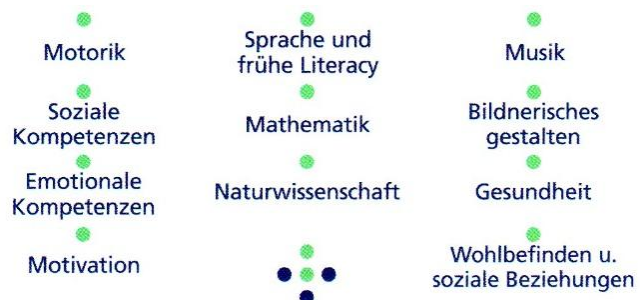 Motorik
Soziale
Kompetenzen
Emotionale
Kompetenzen
Motivation
Sprache und
frühe Literacy
Mathematik
Naturwissenschaft
Musik
Bildnerisches
gestalten
Gesundheit
Wohlbefinden u.
soziale Beziehungen